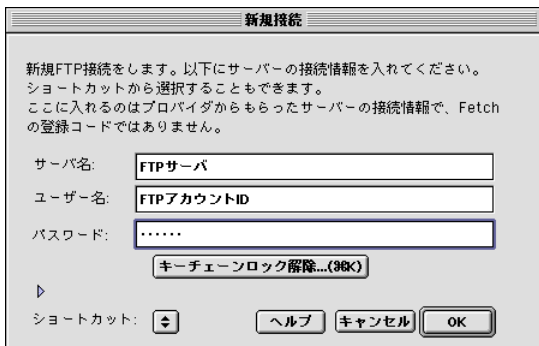 新規接続
新規FTP接続をします。以下にサーバーの接続情報を入れてください。
ショートカットから選択することもできます。
ここに入れるのはプロバイダからもらったサーバーの接続情報で、Fetch
の登録コードではありません。
サーバ名: FTPサーバ
ユーザー名: FTPアカウントID
パスワード: ••••••
キーチェーンロック解除...(⌘K)
ショートカット: ヘルプ キャンセル OK